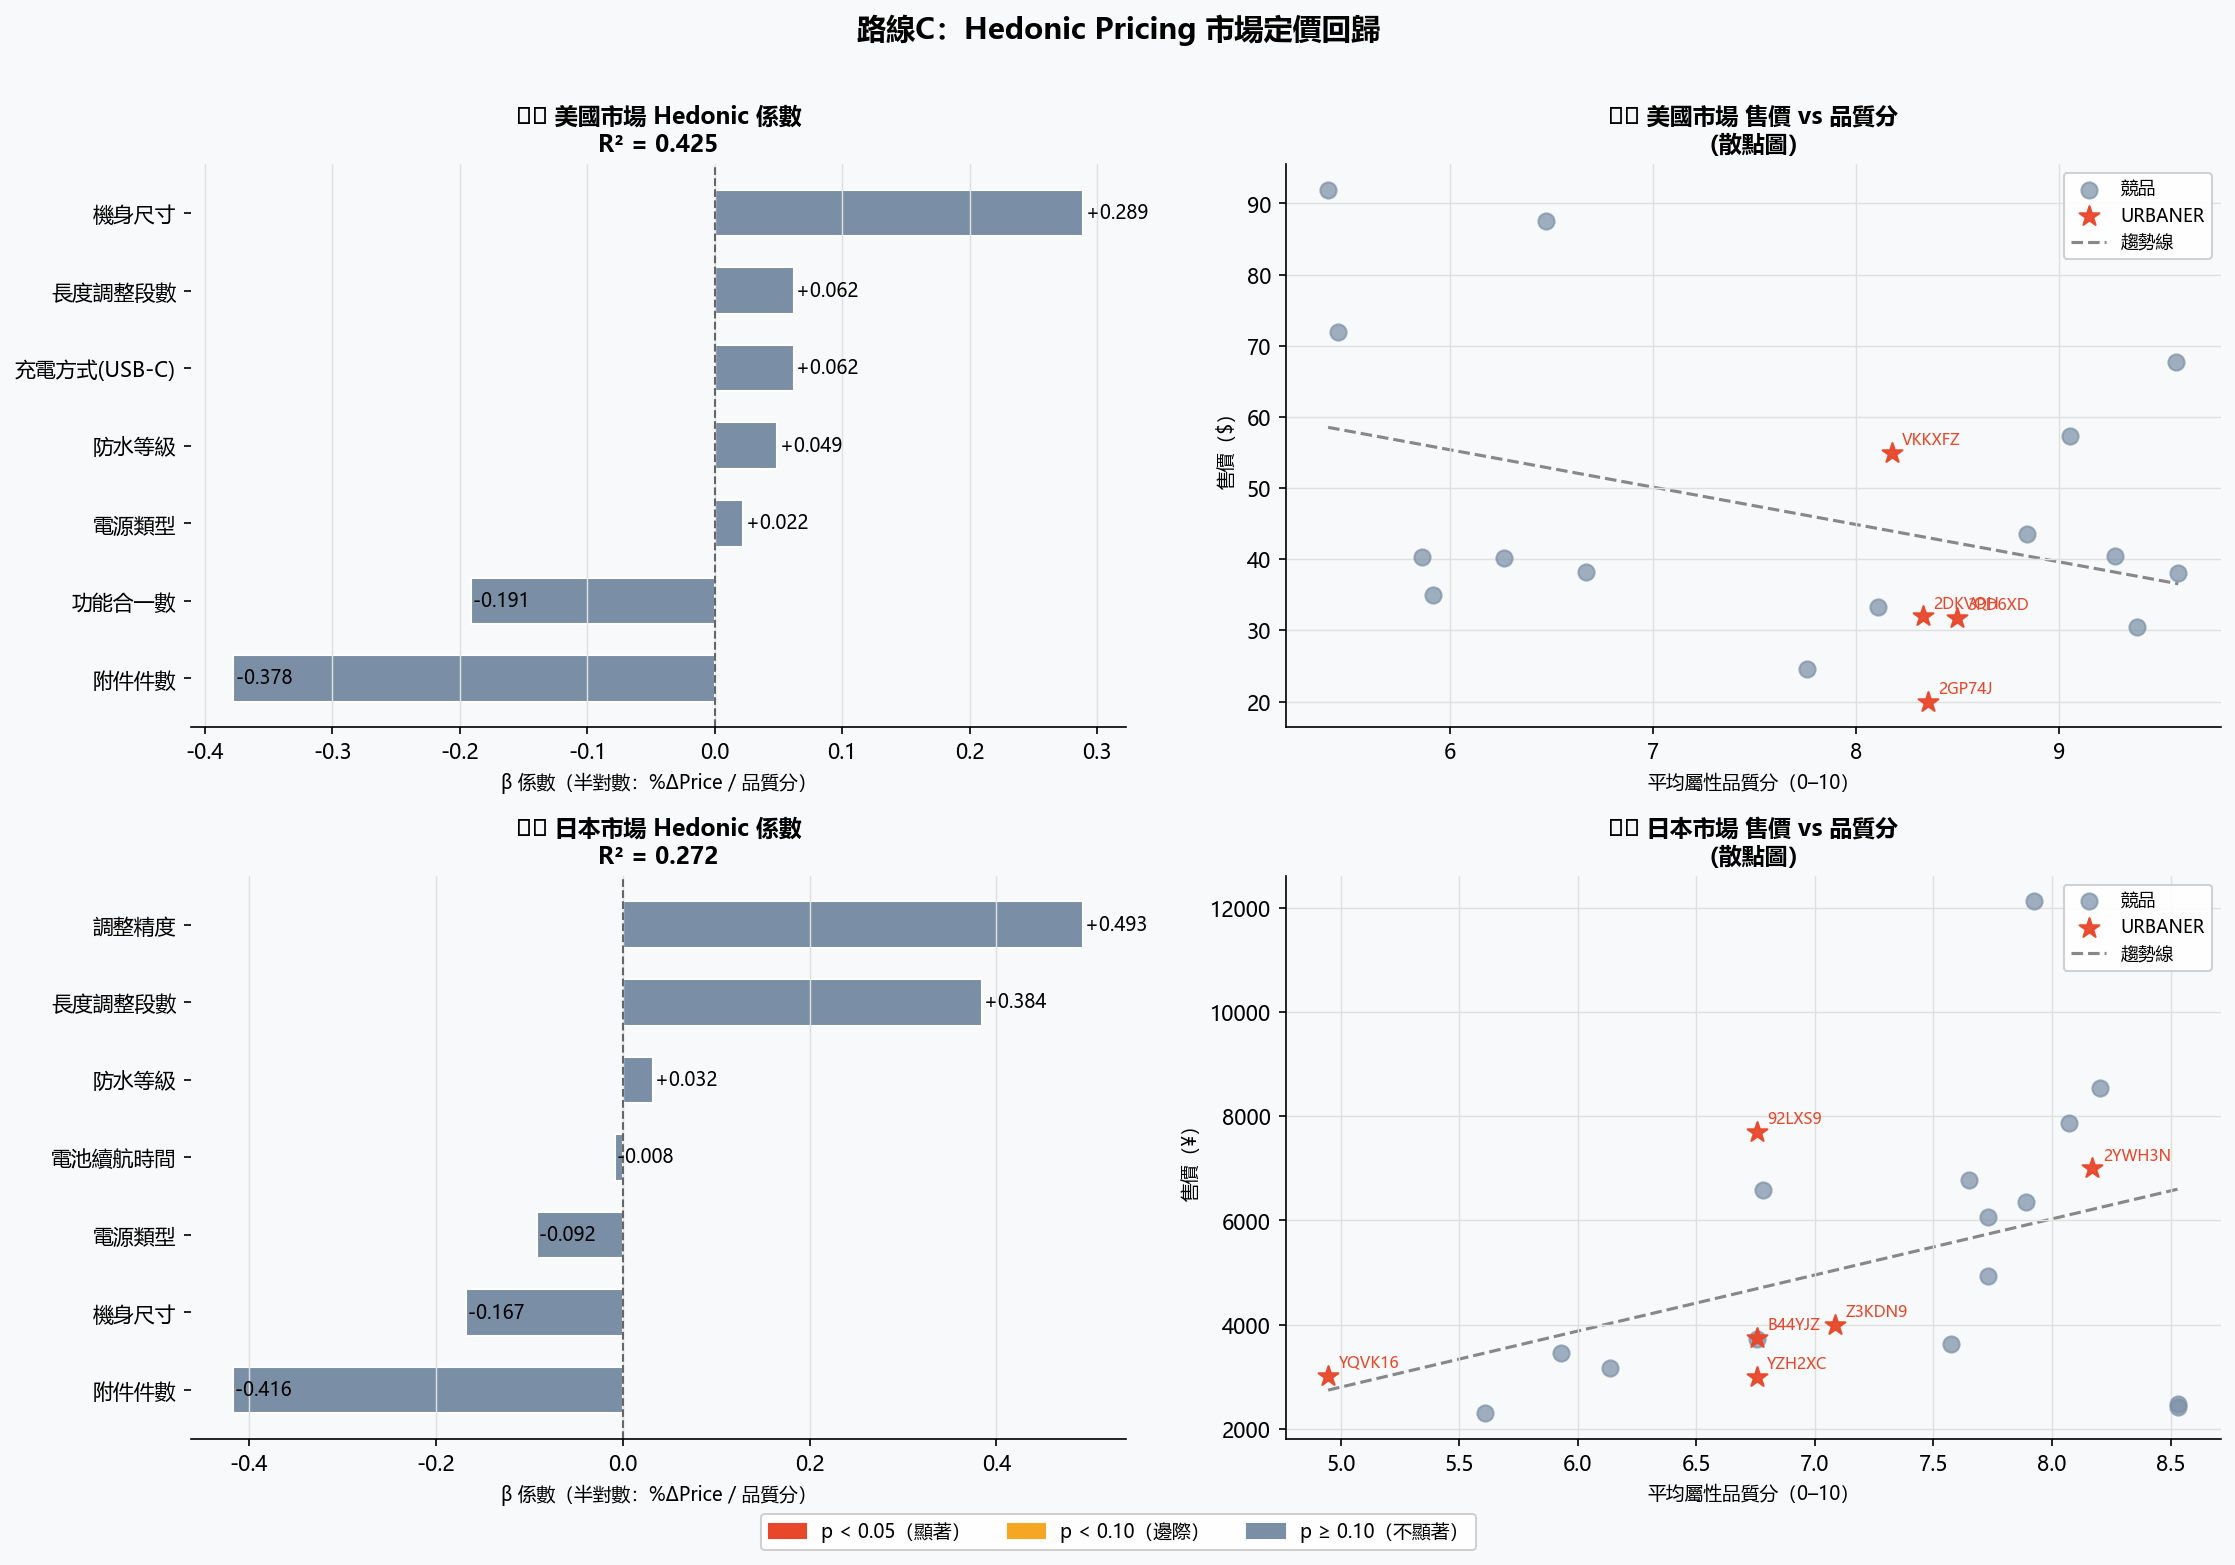 路線C：Hedonic Pricing 市場定價回歸
美國市場 Hedonic 係數
R² = 0.425
機身尺寸
+0.289
長度調整段數
+0.062
充電方式(USB-C)
+0.062
防水等級
+0.049
電源類型
+0.022
功能合一數
-0.191
附件件數
-0.378
-0.4 -0.3 -0.2 -0.1 0.0 0.1 0.2 0.3
β 係數（半對數：%ΔPrice / 品質分）
美國市場 售價 vs 品質分
(散點圖)
競品
URBANER
趨勢線
售價（$）
90
80
70
60
50
40
30
20
VKKXFZ
2DKV
3RD6XD
2GP74J
6 7 8 9
平均屬性品質分（0–10）
日本市場 Hedonic 係數
R² = 0.272
調整精度
+0.493
長度調整段數
+0.384
防水等級
+0.032
電池續航時間
-0.008
電源類型
-0.092
機身尺寸
-0.167
附件件數
-0.416
-0.4 -0.2 0.0 0.2 0.4
β 係數（半對數：%ΔPrice / 品質分）
日本市場 售價 vs 品質分
(散點圖)
競品
URBANER
趨勢線
售價（¥）
12000
10000
8000
6000
4000
2000
92LXS9
2YWH3N
Z3KDN9
B44YJZ
YZH2XC
YQVK16
5.0 5.5 6.0 6.5 7.0 7.5 8.0 8.5
平均屬性品質分（0–10）
p < 0.05（顯著）
p < 0.10（邊際）
p ≥ 0.10（不顯著）